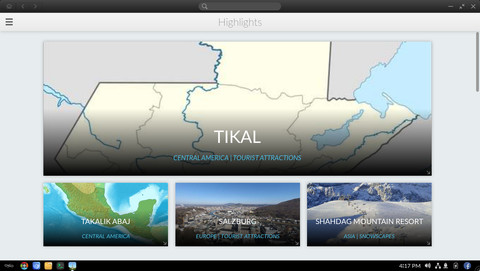 Highlights
TIKAL
CENTRAL AMERICA | TOURIST ATTRACTIONS
TAKALIK ABAJ
CENTRAL AMERICA
SALZBURG
EUROPE | TOURIST ATTRACTIONS
SHAHDAG MOUNTAIN RESORT
ASIA | SNOWSCAPES
4:17 PM